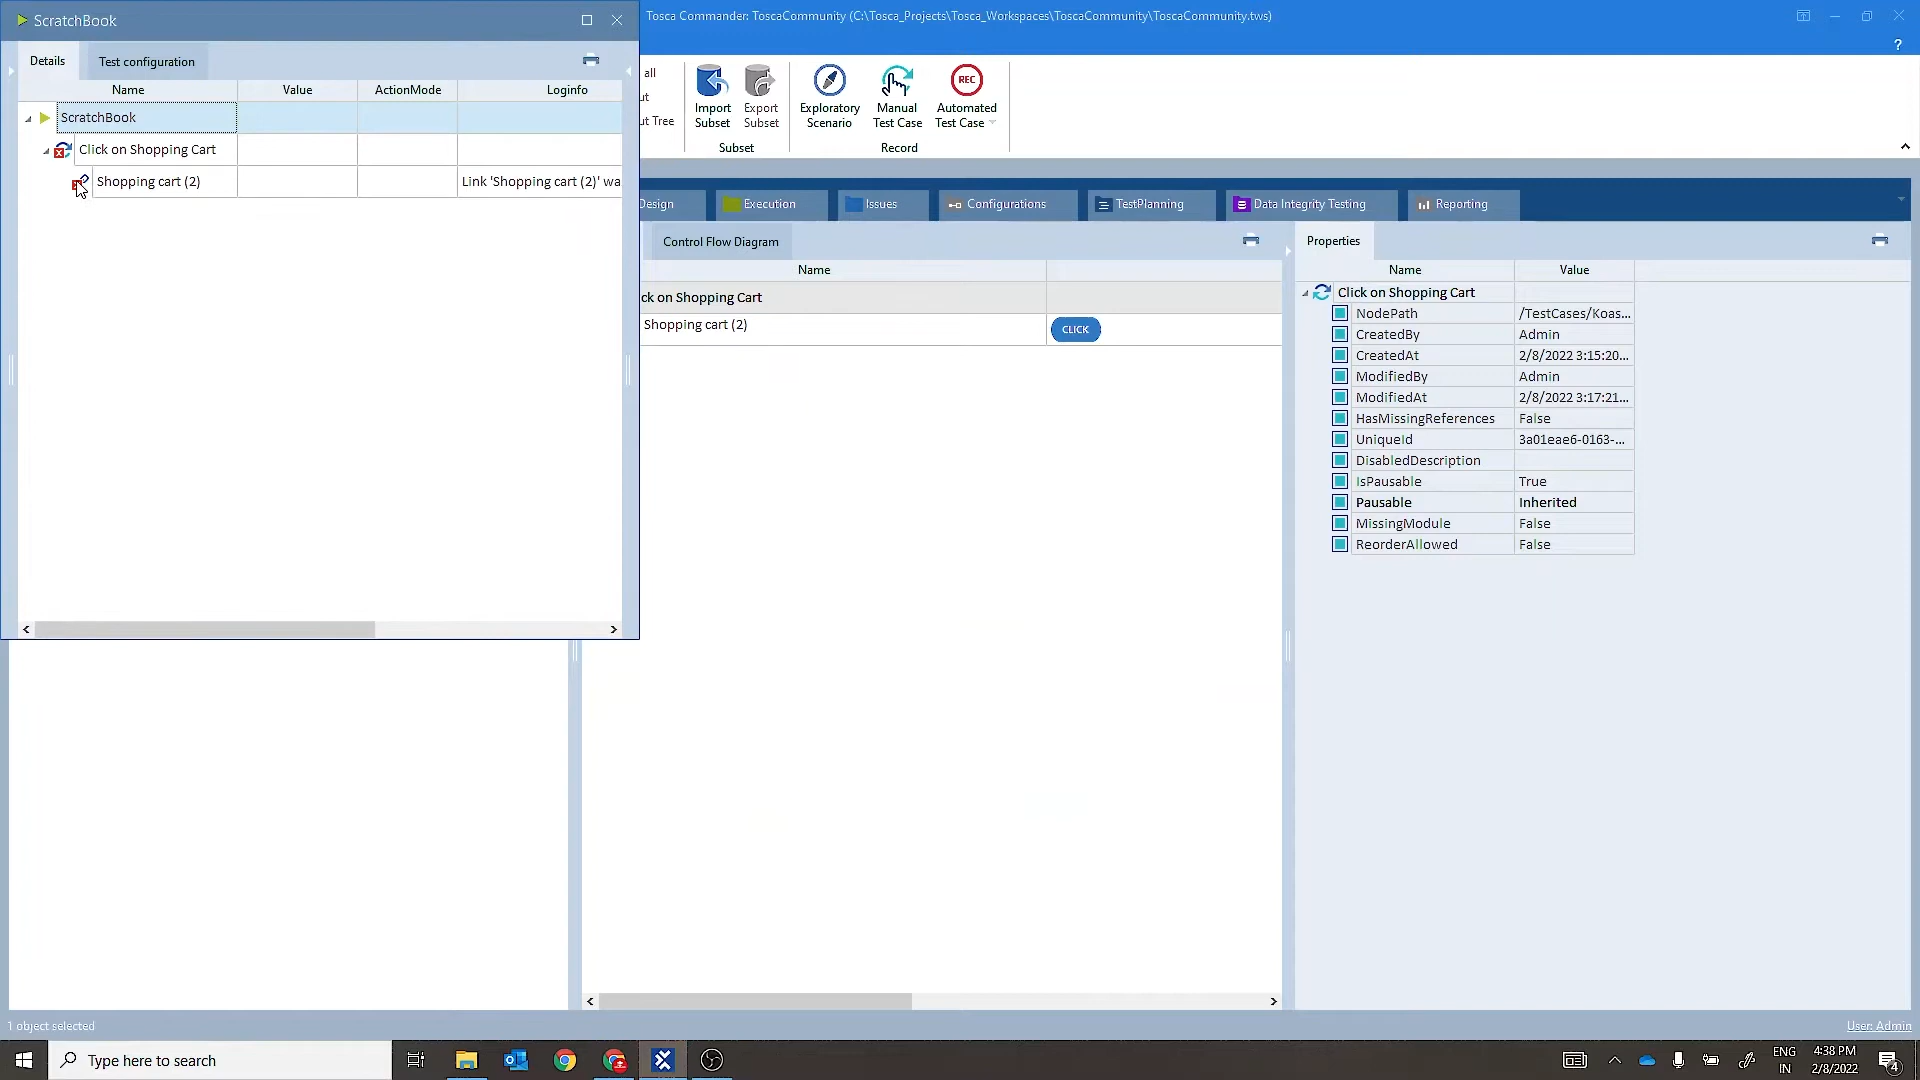 ScratchBook
Tosca Commander: ToscaCommunity (C:\Tosca_Projects\Tosca_Workspaces\ToscaCommunity\ToscaCommunity.tws)
?
Details
Test configuration
Name
Value
ActionMode
Loginfo
ScratchBook
Click on Shopping Cart
Shopping cart (2)
Link 'Shopping cart (2)' wa
all
ut
ut Tree
Import Subset
Export Subset
Subset
Exploratory Scenario
Manual Test Case
REC
Automated Test Case
Record
Design
Execution
Issues
Configurations
TestPlanning
Data Integrity Testing
Reporting
Control Flow Diagram
Name
ck on Shopping Cart
Shopping cart (2)
CLICK
Properties
Name
Value
Click on Shopping Cart
NodePath
/TestCases/Koas...
CreatedBy
Admin
CreatedAt
2/8/2022 3:15:20...
ModifiedBy
Admin
ModifiedAt
2/8/2022 3:17:21...
HasMissingReferences
False
UniqueId
3a01eae6-0163-...
DisabledDescription
IsPausable
True
Pausable
Inherited
MissingModule
False
ReorderAllowed
False
1 object selected
User: Admin
Type here to search
ENG
IN
4:38 PM
2/8/2022
4